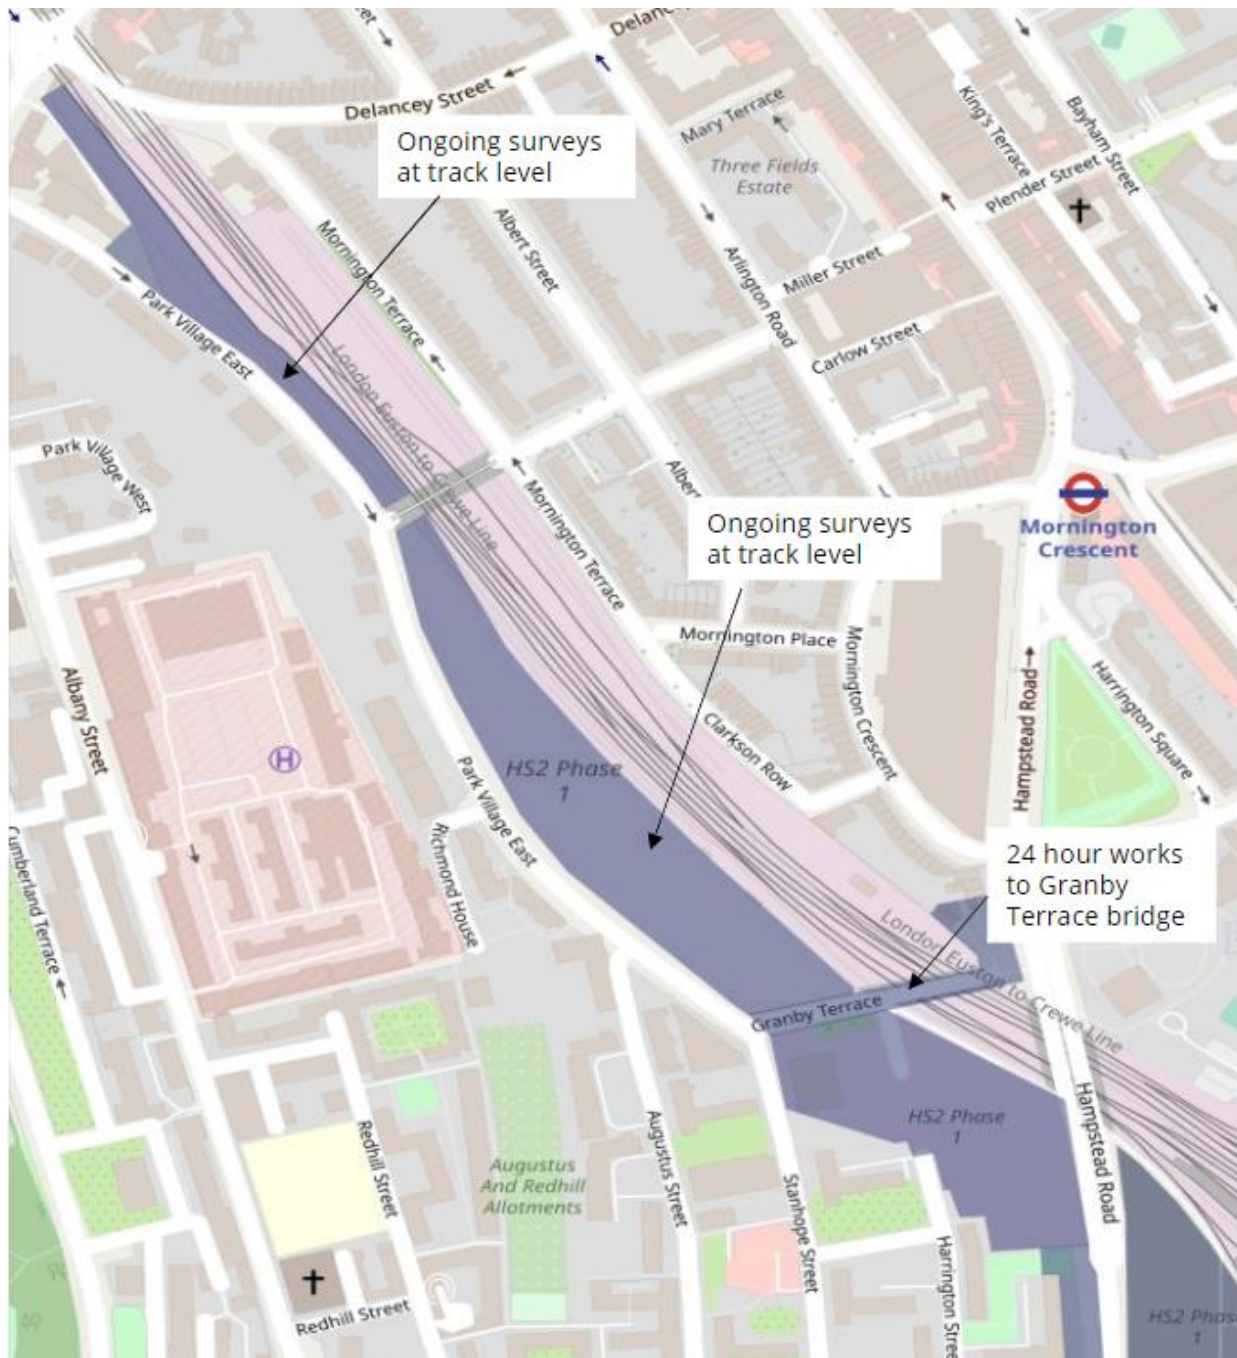 Delancey Street
Delancey
Street
Ongoing surveys
at track level
Mary Terrace
Three Fields
Estate
King's Terrace
Bayham Street
Plender Street
Albert Street
Mornington Terrace
Arlington Road
Miller Street
Carlow Street
Park Village East
London Euston to Crewe Line
Park Village West
Albert
Ongoing surveys
at track level
Mornington
Crescent
Mornington Terrace
Mornington Place
Mornington Crescent
Hampstead Road
Harrington Square
Albany Street
H
Clarkson Row
HS2 Phase
1
Park Village East
Richmond House
Cumberland Terrace
24 hour works
to Granby
Terrace bridge
London Euston to Crewe Line
Granby Terrace
HS2 Phase
1
Hampstead Road
Redhill Street
Augustus
And Redhill
Allotments
Augustus Street
Stanhope Street
Harrington Stree
Redhill Street
HS2 Phase
1